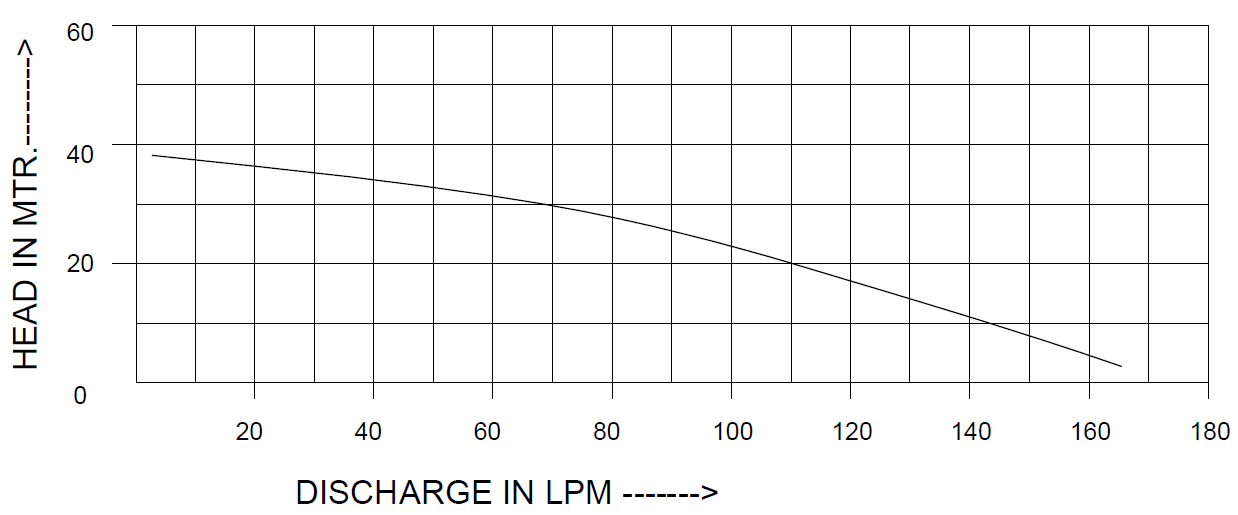 60
40
20
0
HEAD IN MTR.--------->
20 40 60 80 100 120 140 160 180
DISCHARGE IN LPM ------->